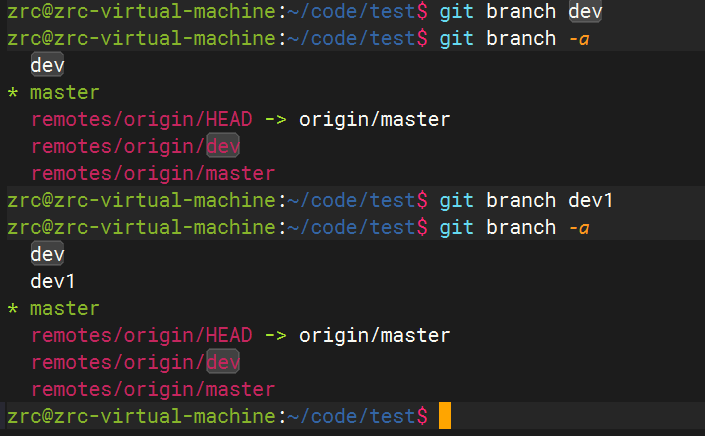 zrc@zrc-virtual-machine:~/code/test$ git branch dev
zrc@zrc-virtual-machine:~/code/test$ git branch -a
  dev
* master
  remotes/origin/HEAD -> origin/master
  remotes/origin/dev
  remotes/origin/master
zrc@zrc-virtual-machine:~/code/test$ git branch dev1
zrc@zrc-virtual-machine:~/code/test$ git branch -a
  dev
  dev1
* master
  remotes/origin/HEAD -> origin/master
  remotes/origin/dev
  remotes/origin/master
zrc@zrc-virtual-machine:~/code/test$